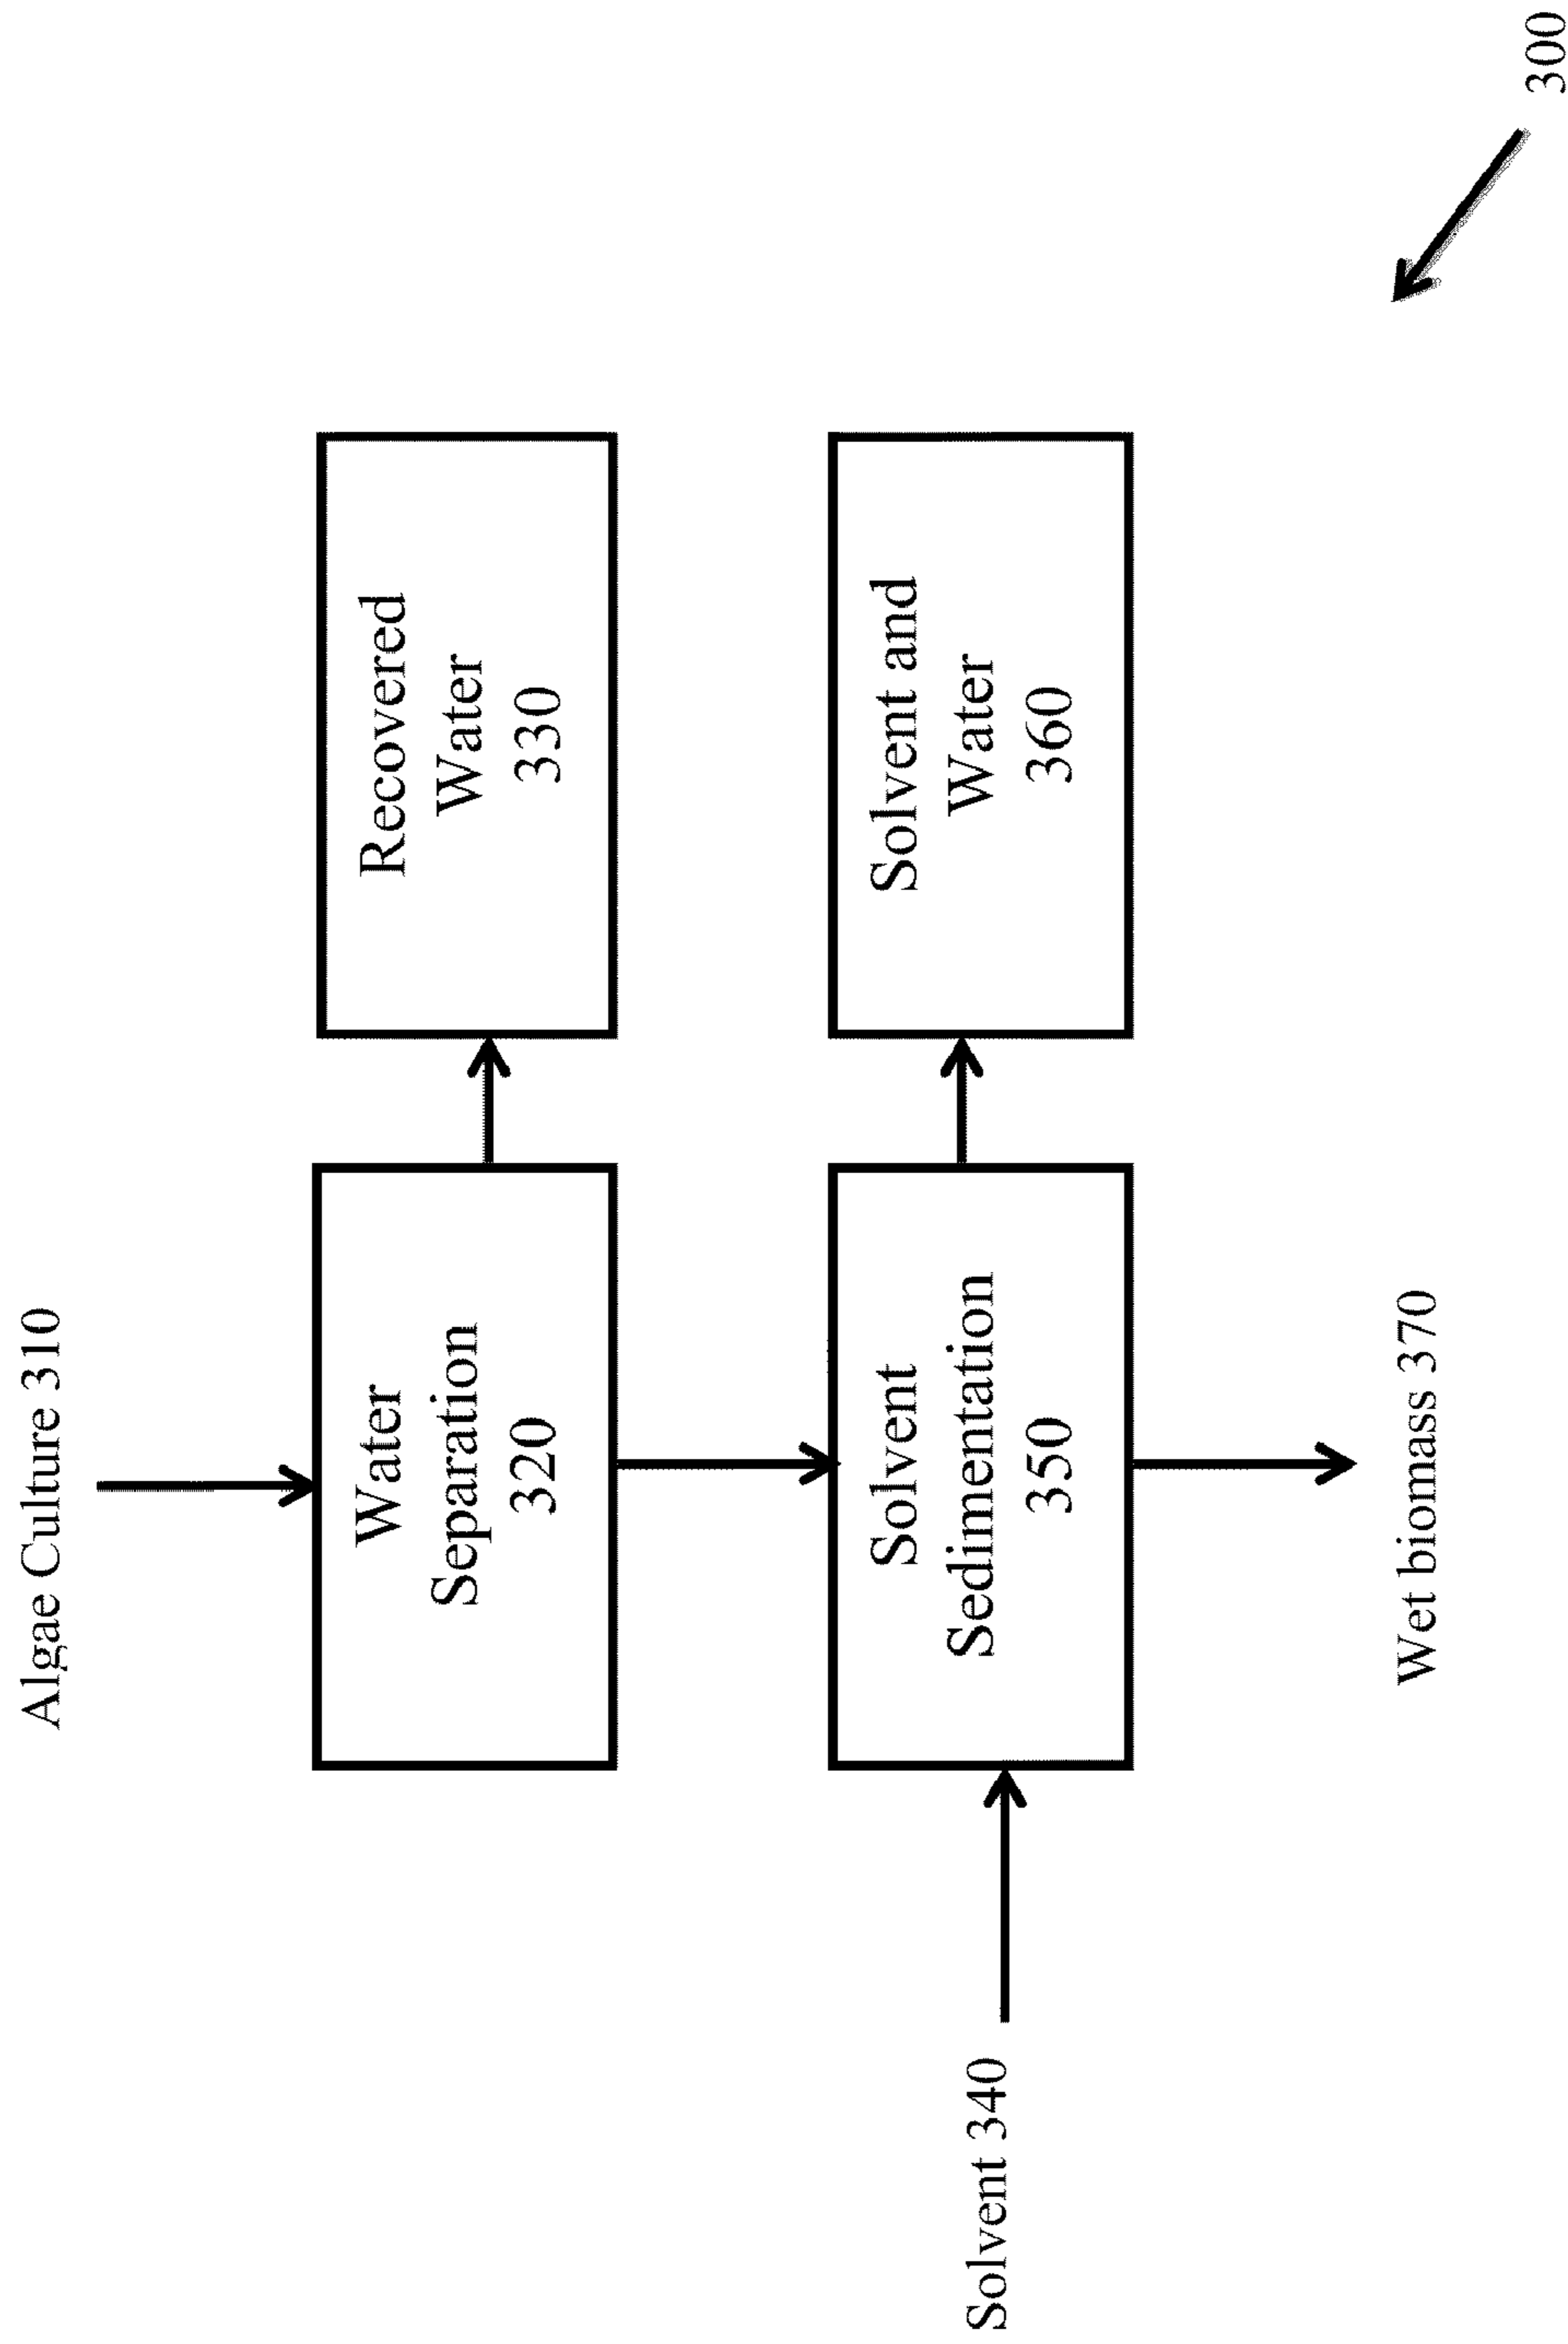 Algae Culture 310
Water
Separation
320
Recovered
Water
330
Solvent 340
Solvent
Sedimentation
350
Solvent and
Water
360
Wet biomass 370
300